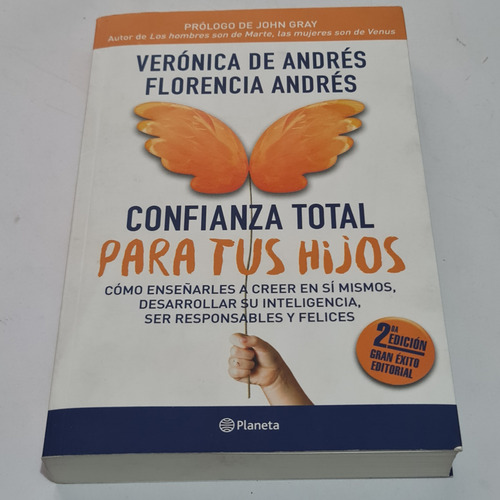 PRÓLOGO DE JOHN GRAY
Autor de Los hombres son de Marte, las mujeres son de Venus
VERÓNICA DE ANDRÉS
FLORENCIA ANDRÉS
CONFIANZA TOTAL
PARA TUS HiJOS
CÓMO ENSEÑARLES A CREER EN SÍ MISMOS,
DESARROLLAR SU INTELIGENCIA,
SER RESPONSABLES Y FELICES
2DA
EDICIÓN
GRAN ÉXITO
EDITORIAL
Planeta